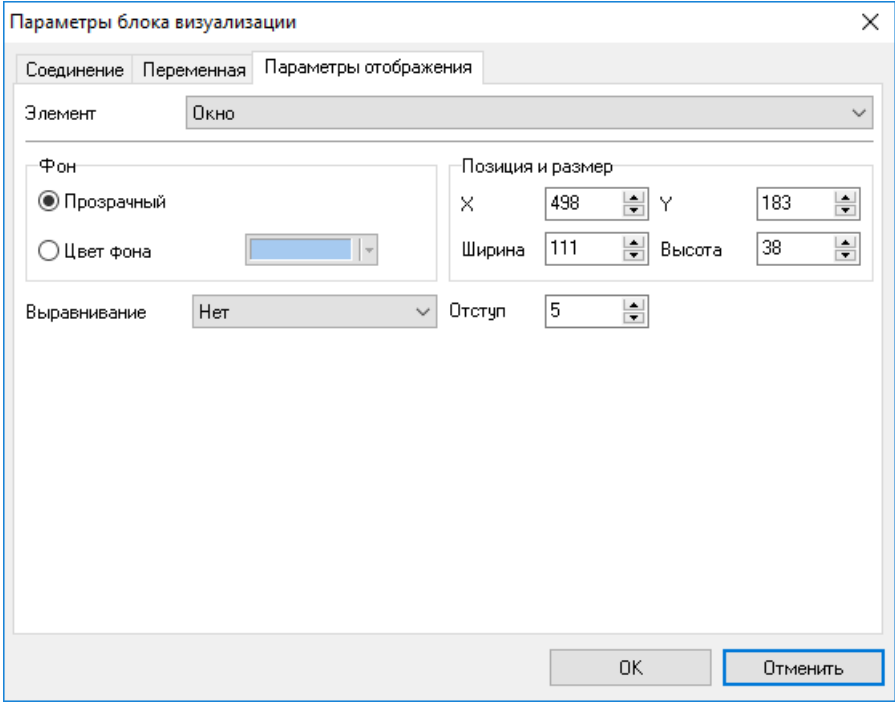 Параметры блока визуализации
Соединение Переменная Параметры отображения
Элемент Окно
Фон
Прозрачный
Цвет фона
Позиция и размер
X 498 Y 183
Ширина 111 Высота 38
Выравнивание Нет Отступ 5
OK Отменить